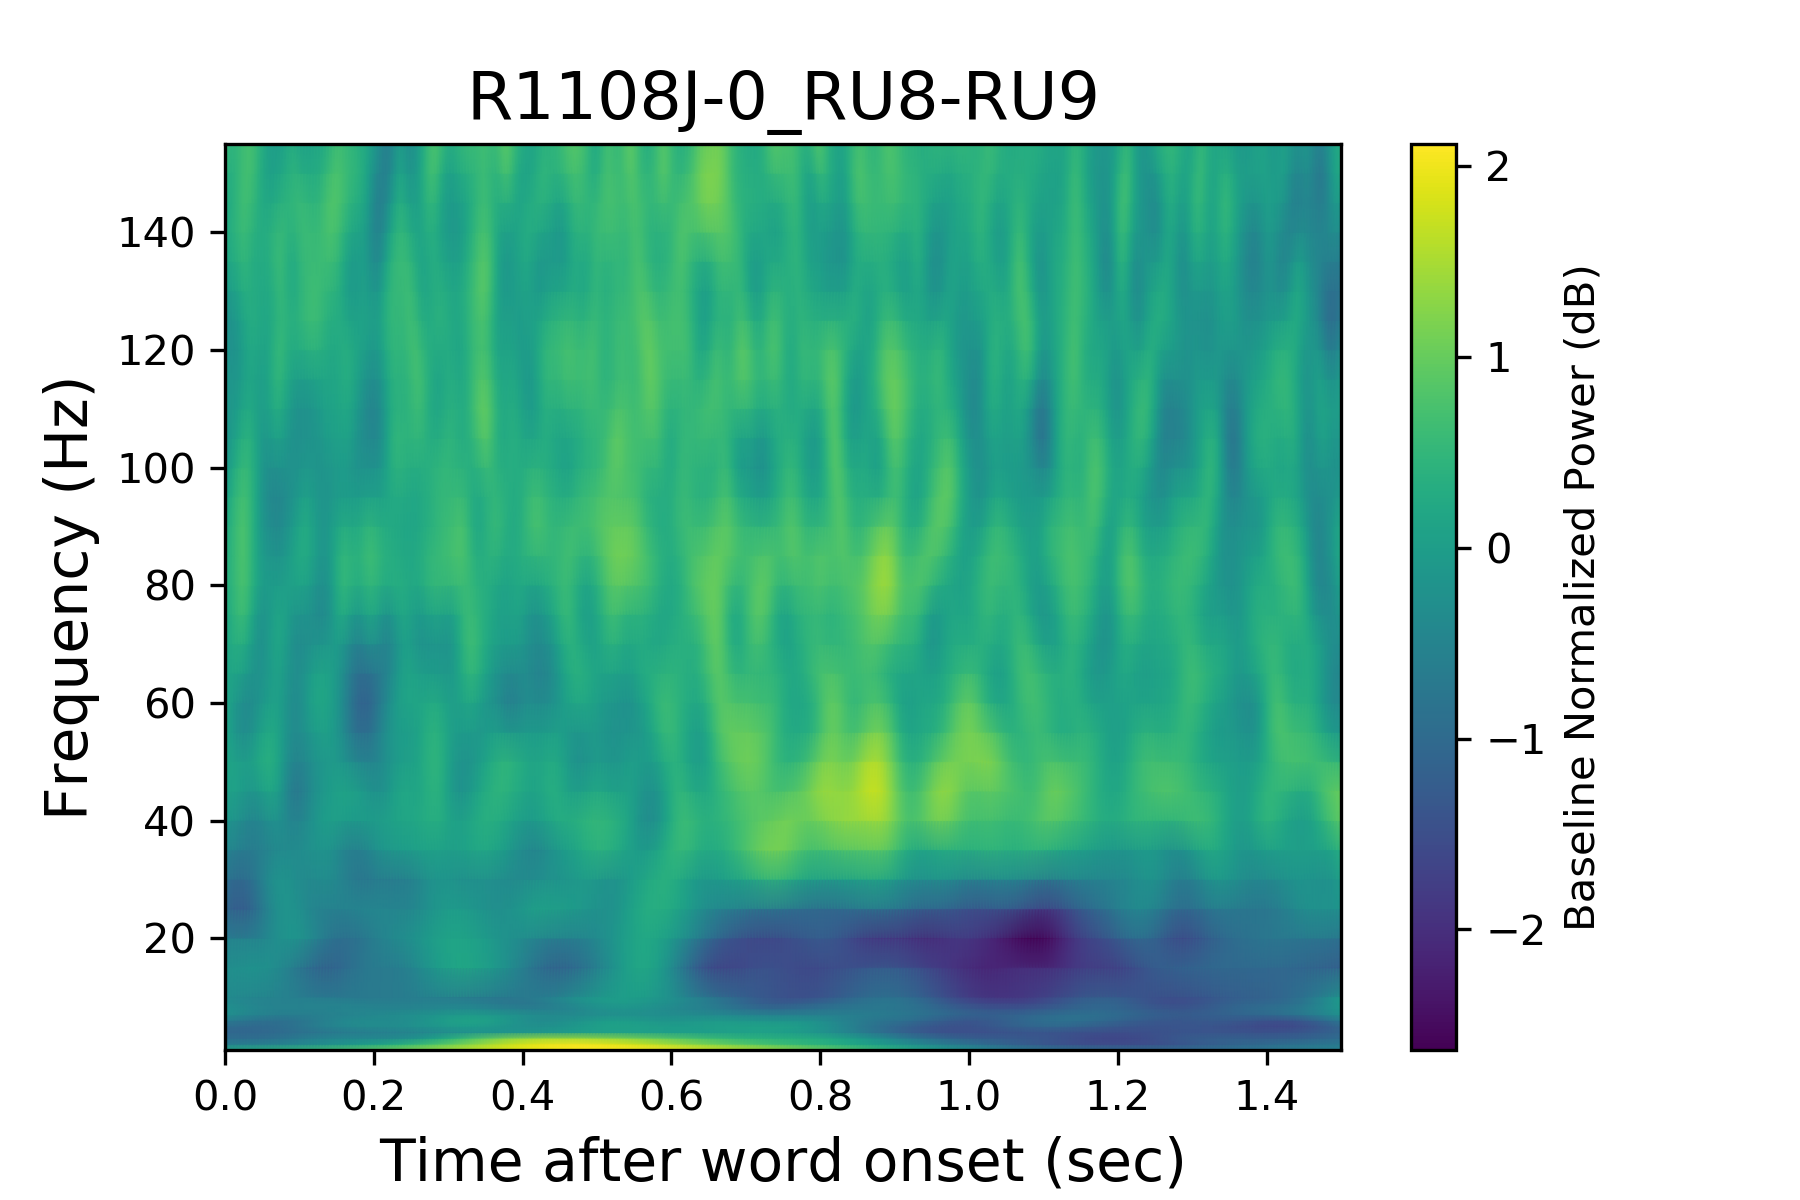 R1108J-0_RU8-RU9
Frequency (Hz)
140
120
100
80
60
40
20
0.0 0.2 0.4 0.6 0.8 1.0 1.2 1.4
Time after word onset (sec)
2
1
0
−1
−2
Baseline Normalized Power (dB)